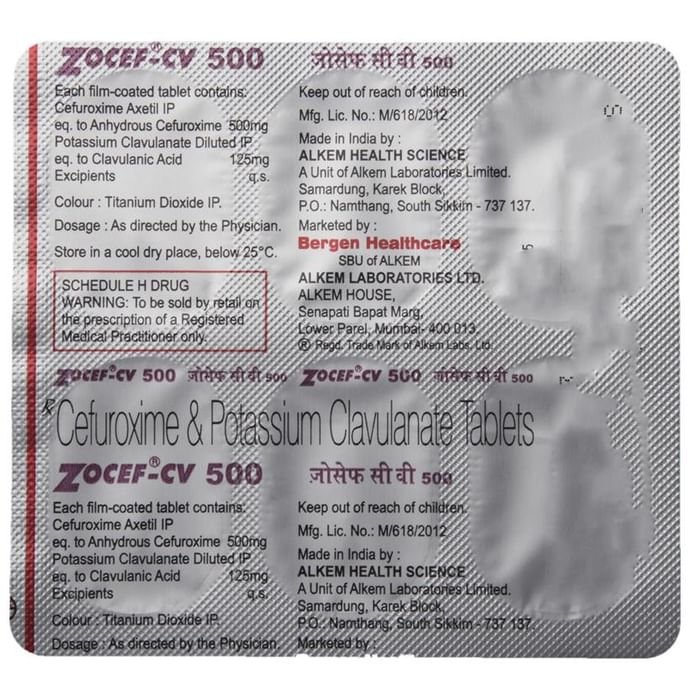 ZOCEF®-CV 500
जोसेफ सी वी 500
Each film-coated tablet contains:
Cefuroxime Axetil IP
eq. to Anhydrous Cefuroxime 500mg
Potassium Clavulanate Diluted IP
eq. to Clavulanic Acid 125mg
Excipients q.s.
Colour : Titanium Dioxide IP.
Dosage : As directed by the Physician.
Store in a cool dry place, below 25°C.
SCHEDULE H DRUG
WARNING: To be sold by retail on
the prescription of a Registered
Medical Practitioner only.
Keep out of reach of children.
Mfg. Lic. No.: M/618/2012
Made in India by :
ALKEM HEALTH SCIENCE
A Unit of Alkem Laboratories Limited.
Samardung, Karek Block,
P.O.: Namthang, South Sikkim - 737 137.
Marketed by :
Bergen Healthcare
SBU of ALKEM
ALKEM LABORATORIES LTD.
ALKEM HOUSE,
Senapati Bapat Marg,
Lower Parel, Mumbai- 400 013.
® Regd. Trade Mark of Alkem Labs. Ltd.
ZOCEF®-CV 500 जोसेफ सी वी 500 ZOCEF®-CV 500 जोसेफ सी वी 500
Rx Cefuroxime & Potassium Clavulanate Tablets
ZOCEF®-CV 500
जोसेफ सी वी 500
Each film-coated tablet contains:
Cefuroxime Axetil IP
eq. to Anhydrous Cefuroxime 500mg
Potassium Clavulanate Diluted IP
eq. to Clavulanic Acid 125mg
Excipients q.s.
Colour : Titanium Dioxide IP.
Dosage : As directed by the Physician.
Keep out of reach of children.
Mfg. Lic. No.: M/618/2012
Made in India by :
ALKEM HEALTH SCIENCE
A Unit of Alkem Laboratories Limited.
Samardung, Karek Block,
P.O.: Namthang, South Sikkim - 737 137.
Marketed by :